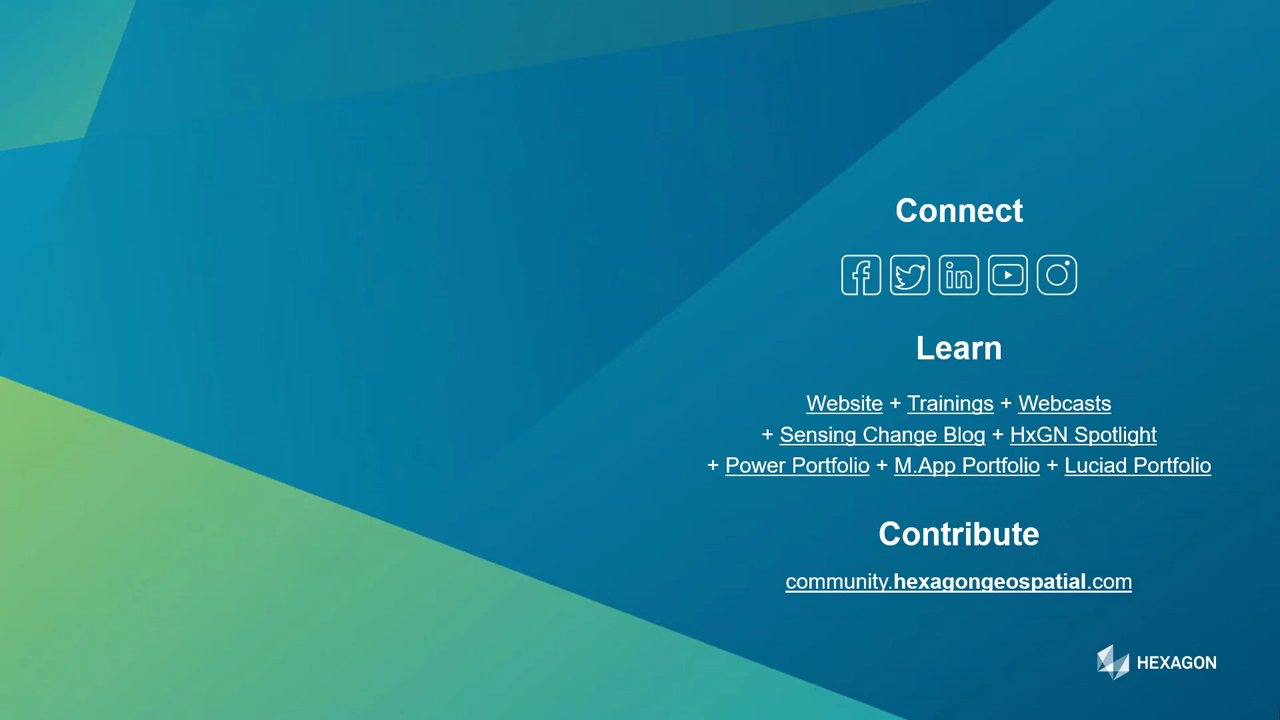 Connect
Learn
Website + Trainings + Webcasts
+ Sensing Change Blog + HxGN Spotlight
+ Power Portfolio + M.App Portfolio + Luciad Portfolio
Contribute
community.hexagongeospatial.com
HEXAGON